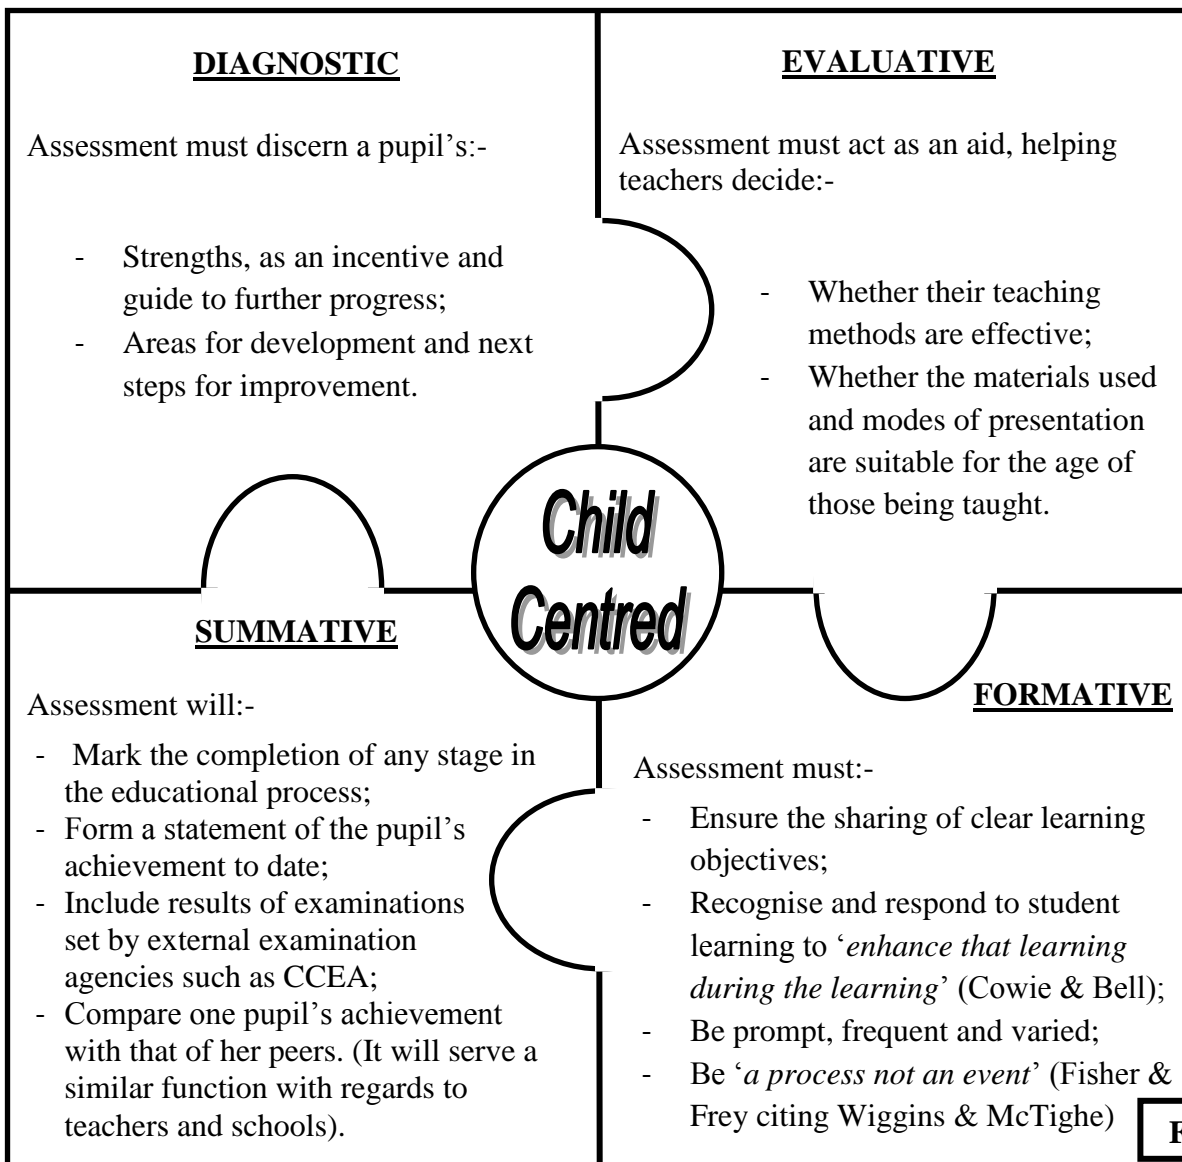 DIAGNOSTIC
Assessment must discern a pupil’s:-
- Strengths, as an incentive and
guide to further progress;
- Areas for development and next
steps for improvement.
EVALUATIVE
Assessment must act as an aid, helping
teachers decide:-
- Whether their teaching
methods are effective;
- Whether the materials used
and modes of presentation
are suitable for the age of
those being taught.
Child
Centred
SUMMATIVE
Assessment will:-
- Mark the completion of any stage in
the educational process;
- Form a statement of the pupil’s
achievement to date;
- Include results of examinations
set by external examination
agencies such as CCEA;
- Compare one pupil’s achievement
with that of her peers. (It will serve a
similar function with regards to
teachers and schools).
FORMATIVE
Assessment must:-
- Ensure the sharing of clear learning
objectives;
- Recognise and respond to student
learning to ‘enhance that learning
during the learning’ (Cowie & Bell);
- Be prompt, frequent and varied;
- Be ‘a process not an event’ (Fisher &
Frey citing Wiggins & McTighe)